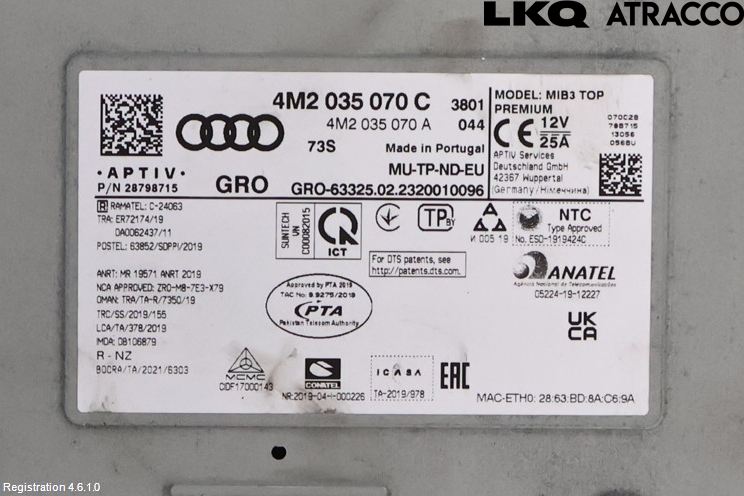 LKQ ATRACCO
4M2 035 070 C 3801
4M2 035 070 A 044
73S Made in Portugal
MU-TP-ND-EU
• APTIV •
P/N 28798715
GRO GRO-63325.02.2320010096
MODEL: MIB3 TOP
PREMIUM
CE 12V
25A
APTIV Services
Deutschland GmbH
42367 Wuppertal
(Germany/Німеччина)
070C28
798715
13056
056BU
R RAMATEL: C-24063
TRA: ER72174/19
DA0062437/11
POSTEL: 63852/SDPPI/2019
ANRT: MR 19571 ANRT 2019
NCA APPROVED: ZRO-M8-7E3-X79
OMAN: TRA/TA-R/7350/19
TRC/SS/2019/155
LCA/TA/378/2019
MDA: OB106879
R - NZ
BOCRA/TA/2021/6303
SUNTECH
VN
C00082015
ICT
TP BY
И 005 19
NTC
Type Approved
No.: ESD-1919424C
For DTS patents, see
http://patents.dts.com.
ANATEL
Agência Nacional de Telecomunicações
05224-19-12227
Approved by PTA 2019
TAC No: 9.9275/2019
PTA
Pakistan Telecom Authority
UK
CA
MCMC
CIDF17000143
CONATEL
NR:2019-04-I-000226
ICASA
TA-2019/978
EAC
MAC-ETH0: 28:63:BD:8A:C6:9A
Registration 4.6.1.0